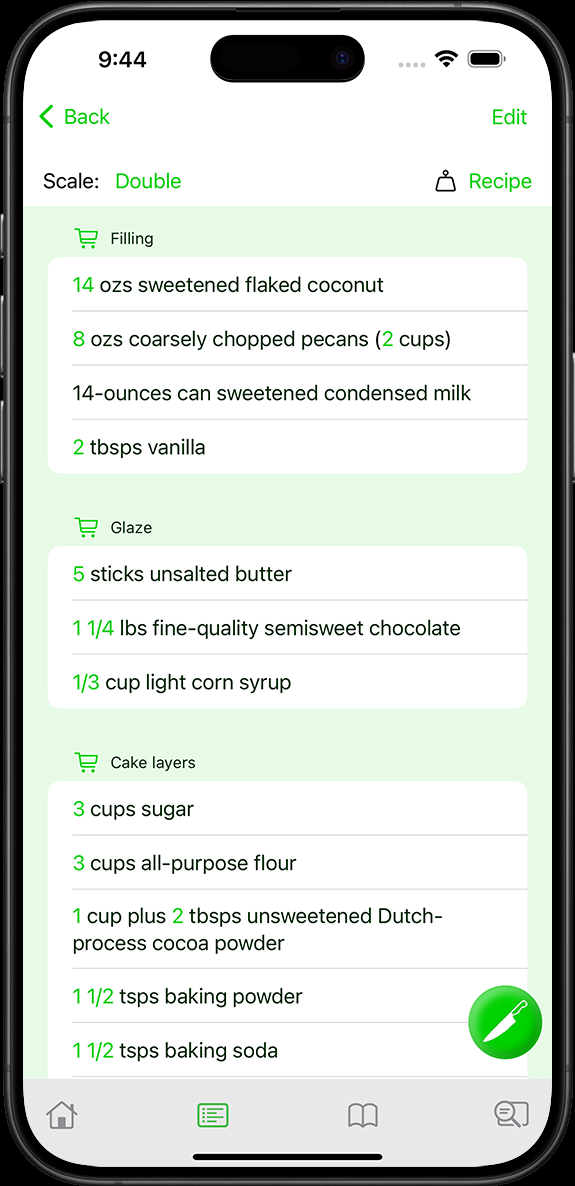 9:44
Back
Edit
Scale: Double
Recipe
Filling
14 ozs sweetened flaked coconut
8 ozs coarsely chopped pecans (2 cups)
14-ounces can sweetened condensed milk
2 tbsps vanilla
Glaze
5 sticks unsalted butter
1 1/4 lbs fine-quality semisweet chocolate
1/3 cup light corn syrup
Cake layers
3 cups sugar
3 cups all-purpose flour
1 cup plus 2 tbsps unsweetened Dutch-
process cocoa powder
1 1/2 tsps baking powder
1 1/2 tsps baking soda